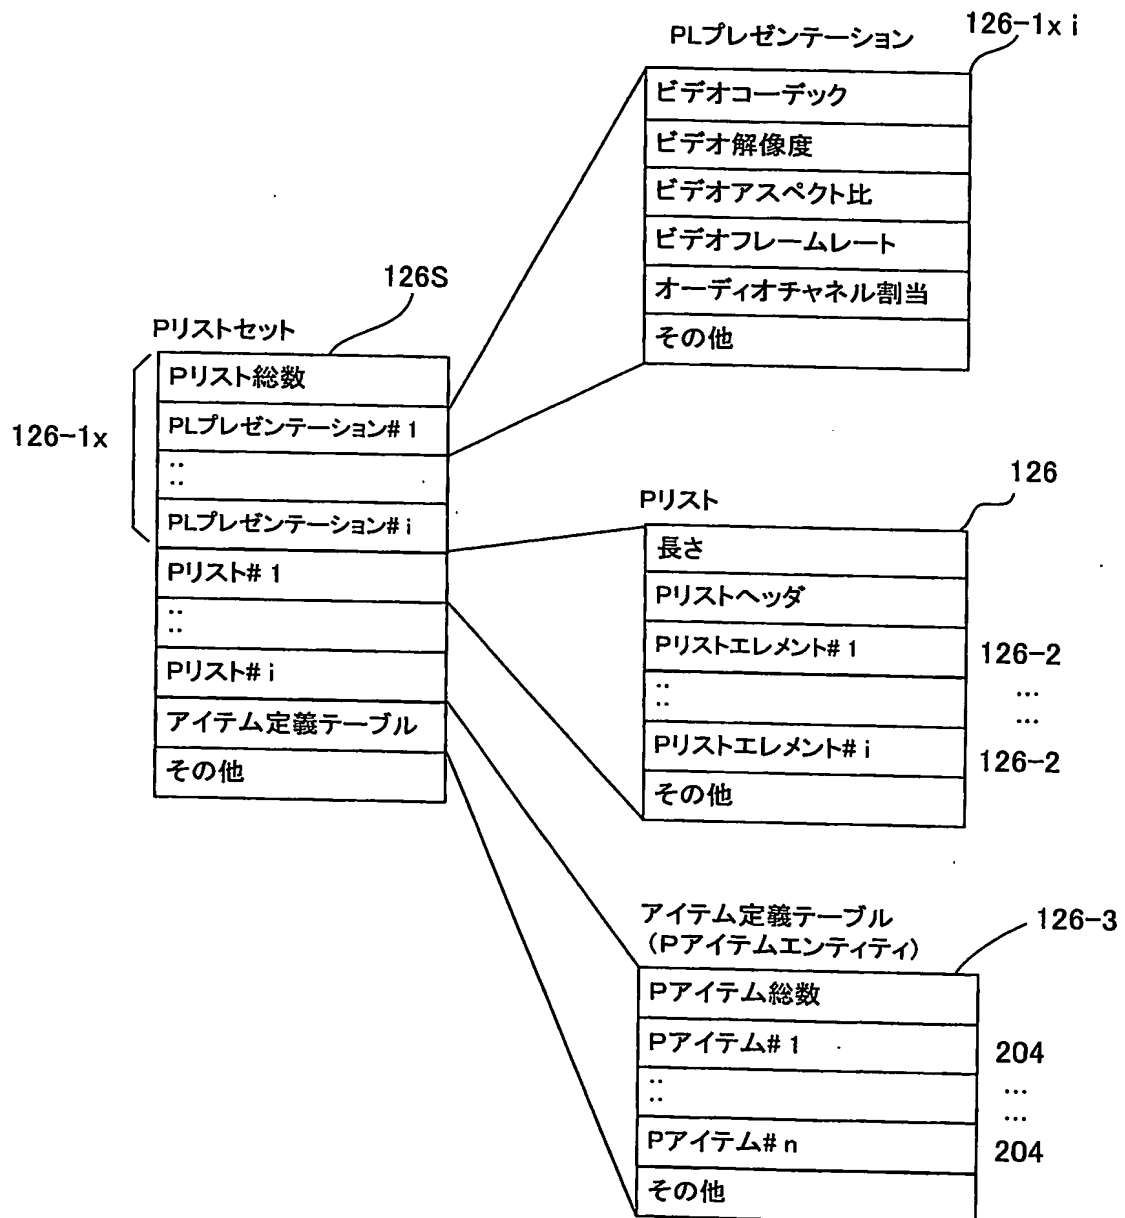 PLプレゼンテーション
126-1x i
ビデオコーデック
ビデオ解像度
ビデオアスペクト比
ビデオフレームレート
オーディオチャネル割当
その他
126S
Pリストセット
126-1x
Pリスト総数
PLプレゼンテーション#1
::
PLプレゼンテーション#i
Pリスト#1
::
Pリスト#i
アイテム定義テーブル
その他
126
Pリスト
長さ
Pリストヘッダ
Pリストエレメント#1
126-2
::
...
...
Pリストエレメント#i
126-2
その他
アイテム定義テーブル
(Pアイテムエンティティ)
126-3
Pアイテム総数
Pアイテム#1
204
::
...
...
Pアイテム#n
204
その他